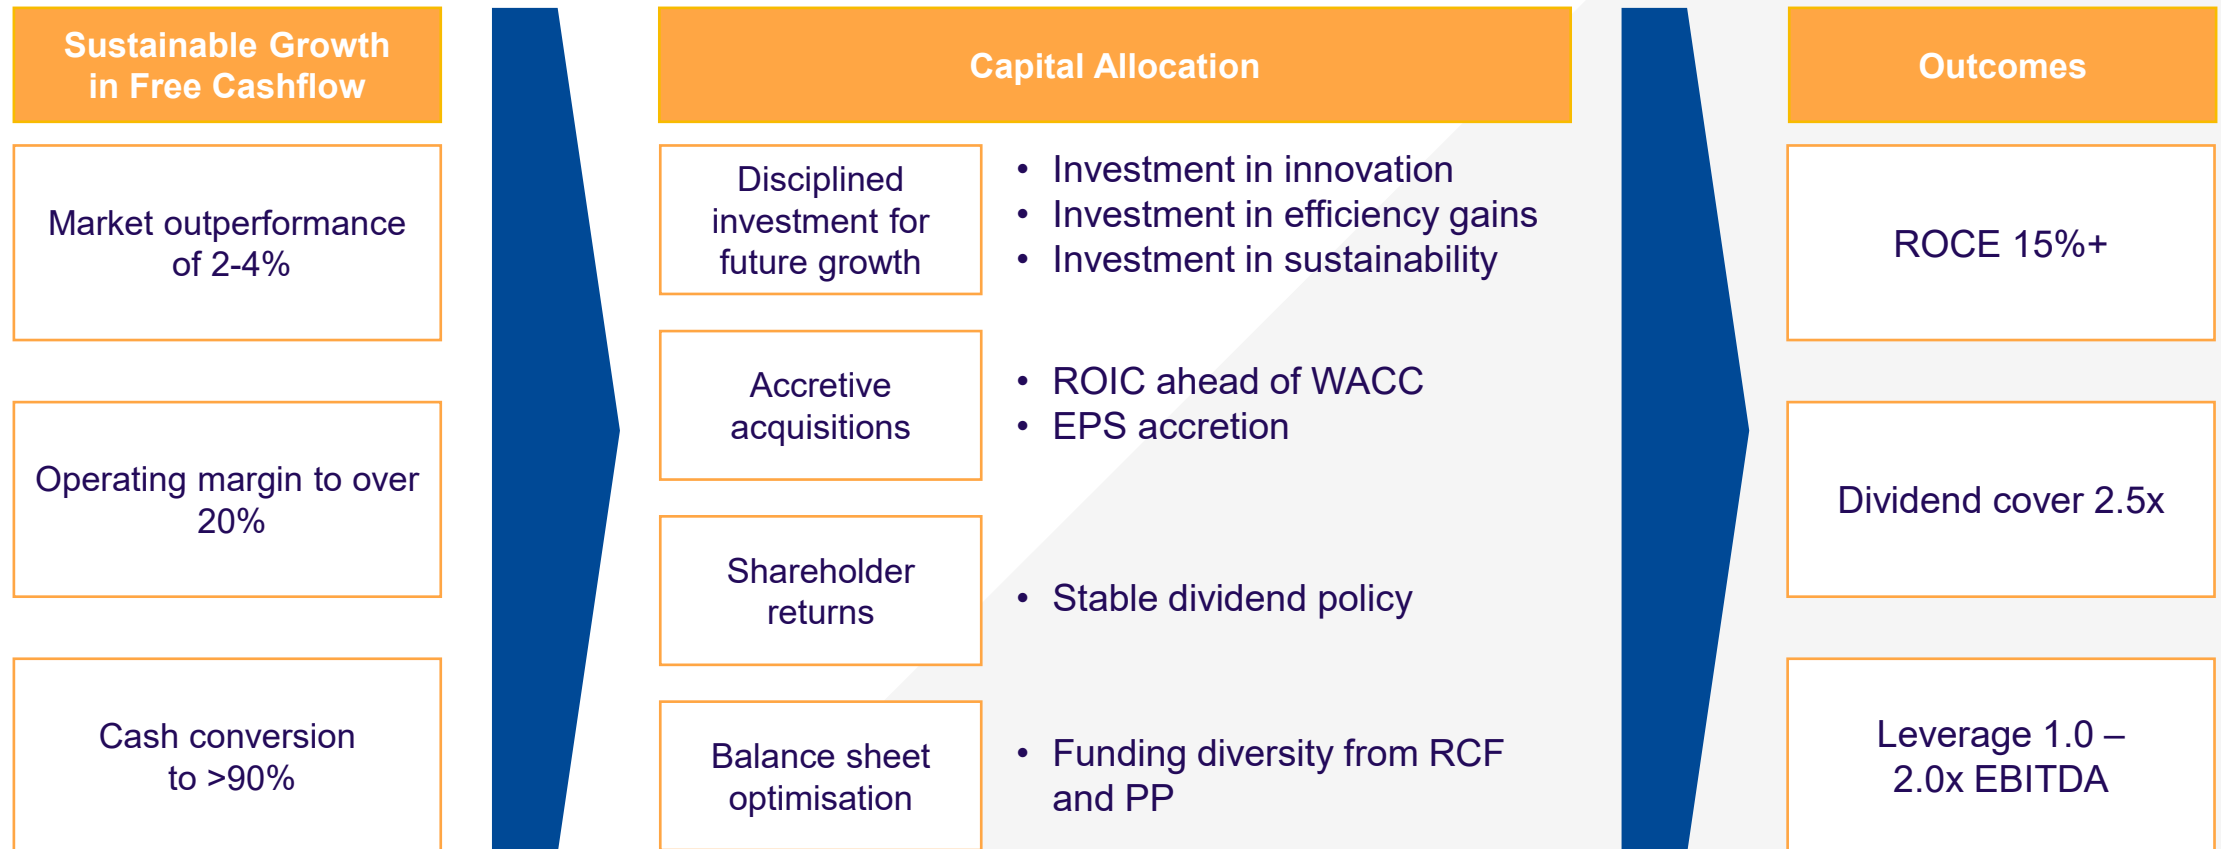 Sustainable Growth
in Free Cashflow
Market outperformance
of 2-4%
Operating margin to over
20%
Cash conversion
to >90%
Capital Allocation
Disciplined
investment for
future growth
• Investment in innovation
• Investment in efficiency gains
• Investment in sustainability
Accretive
acquisitions
• ROIC ahead of WACC
• EPS accretion
Shareholder
returns
• Stable dividend policy
Balance sheet
optimisation
• Funding diversity from RCF
and PP
Outcomes
ROCE 15%+
Dividend cover 2.5x
Leverage 1.0 –
2.0x EBITDA